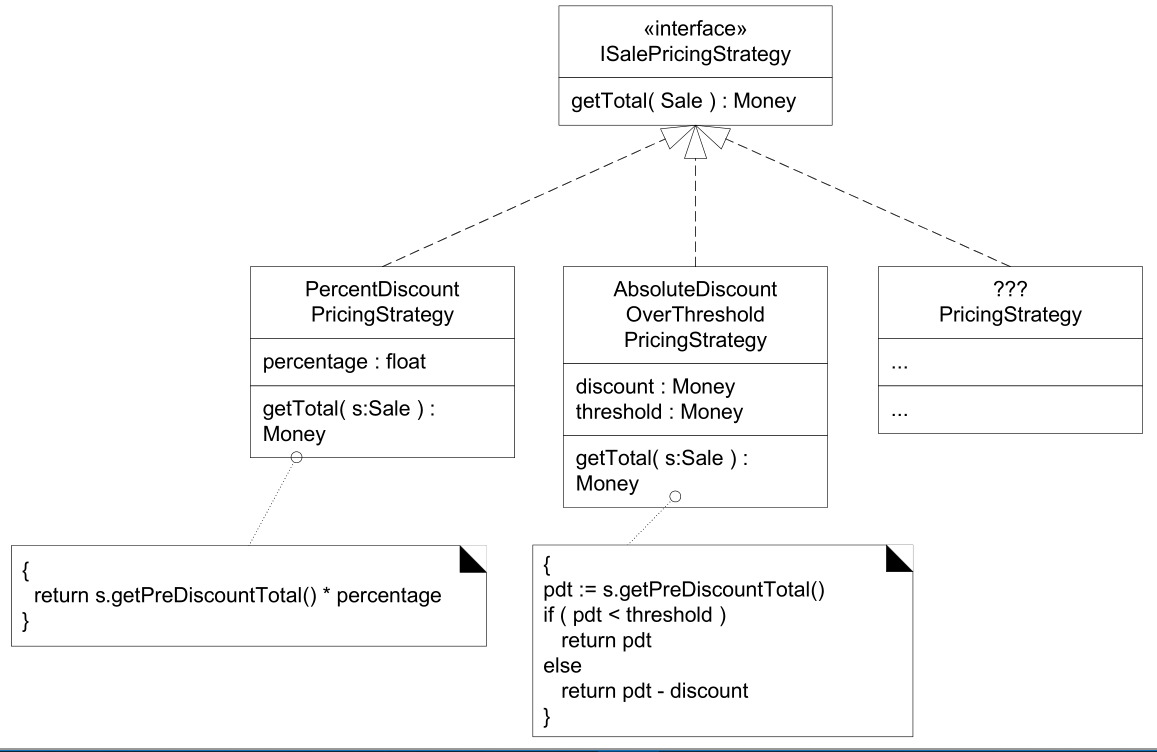 «interface»
ISalePricingStrategy
getTotal( Sale ) : Money
PercentDiscount
PricingStrategy
percentage : float
getTotal( s:Sale ) :
Money
AbsoluteDiscount
OverThreshold
PricingStrategy
discount : Money
threshold : Money
getTotal( s:Sale ) :
Money
???
PricingStrategy
...
...
{
return s.getPreDiscountTotal() * percentage
}
{
pdt := s.getPreDiscountTotal()
if ( pdt < threshold )
return pdt
else
return pdt - discount
}